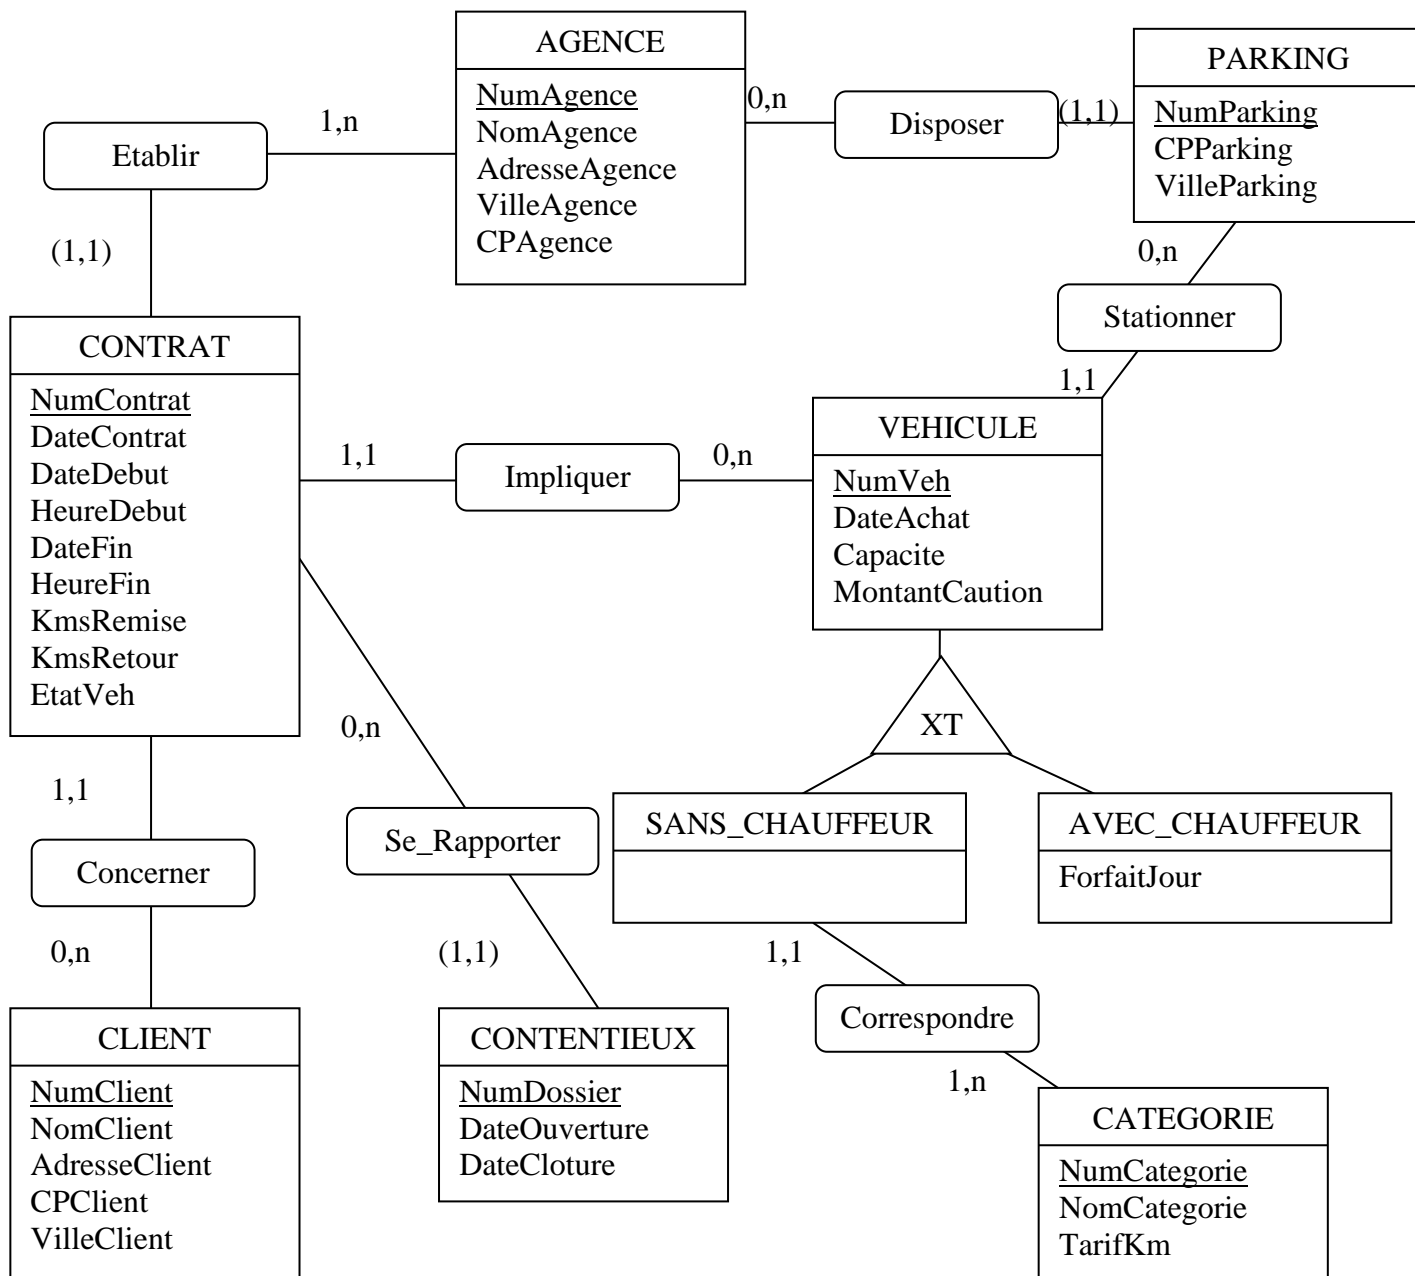 AGENCE
NumAgence
NomAgence
AdresseAgence
VilleAgence
CPAgence
PARKING
NumParking
CPParking
VilleParking
0,n
Disposer
(1,1)
1,n
Etablir
(1,1)
0,n
Stationner
1,1
CONTRAT
NumContrat
DateContrat
DateDebut
HeureDebut
DateFin
HeureFin
KmsRemise
KmsRetour
EtatVeh
1,1
Impliquer
0,n
VEHICULE
NumVeh
DateAchat
Capacite
MontantCaution
XT
0,n
Se_Rapporter
(1,1)
1,1
Concerner
0,n
SANS_CHAUFFEUR
AVEC_CHAUFFEUR
ForfaitJour
1,1
Correspondre
1,n
CLIENT
NumClient
NomClient
AdresseClient
CPClient
VilleClient
CONTENTIEUX
NumDossier
DateOuverture
DateCloture
CATEGORIE
NumCategorie
NomCategorie
TarifKm